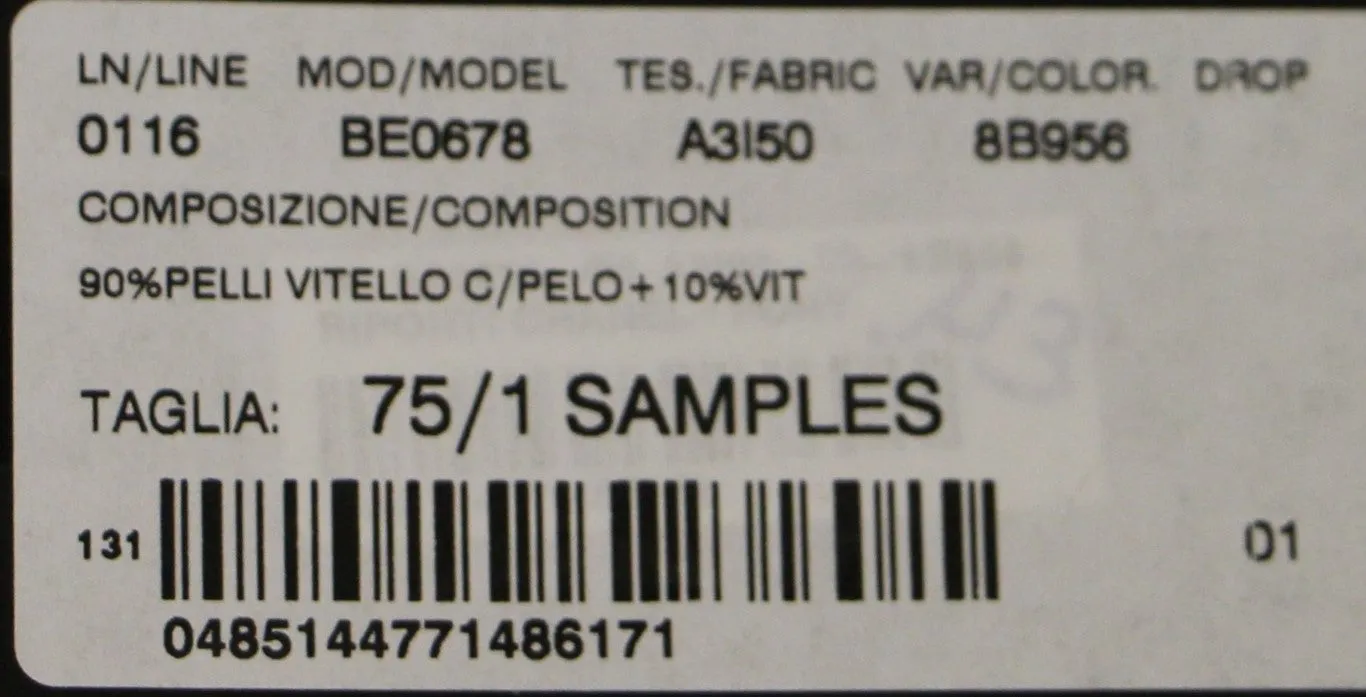 LN/LINE MOD/MODEL TES./FABRIC VAR/COLOR. DROP
0116 BE0678 A3I50 8B956
COMPOSIZIONE/COMPOSITION
90%PELLI VITELLO C/PELO+10%VIT
TAGLIA: 75/1 SAMPLES
131
01
0485144771486171